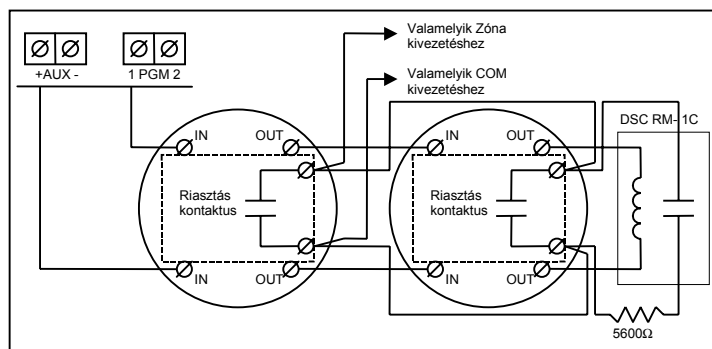 Valamelyik Zóna
kivezetéshez
+AUX -
1 PGM 2
Valamelyik COM
kivezetéshez
DSC RM- 1C
IN
OUT
IN
OUT
Riasztás
kontaktus
Riasztás
kontaktus
IN
OUT
IN
OUT
5600Ω